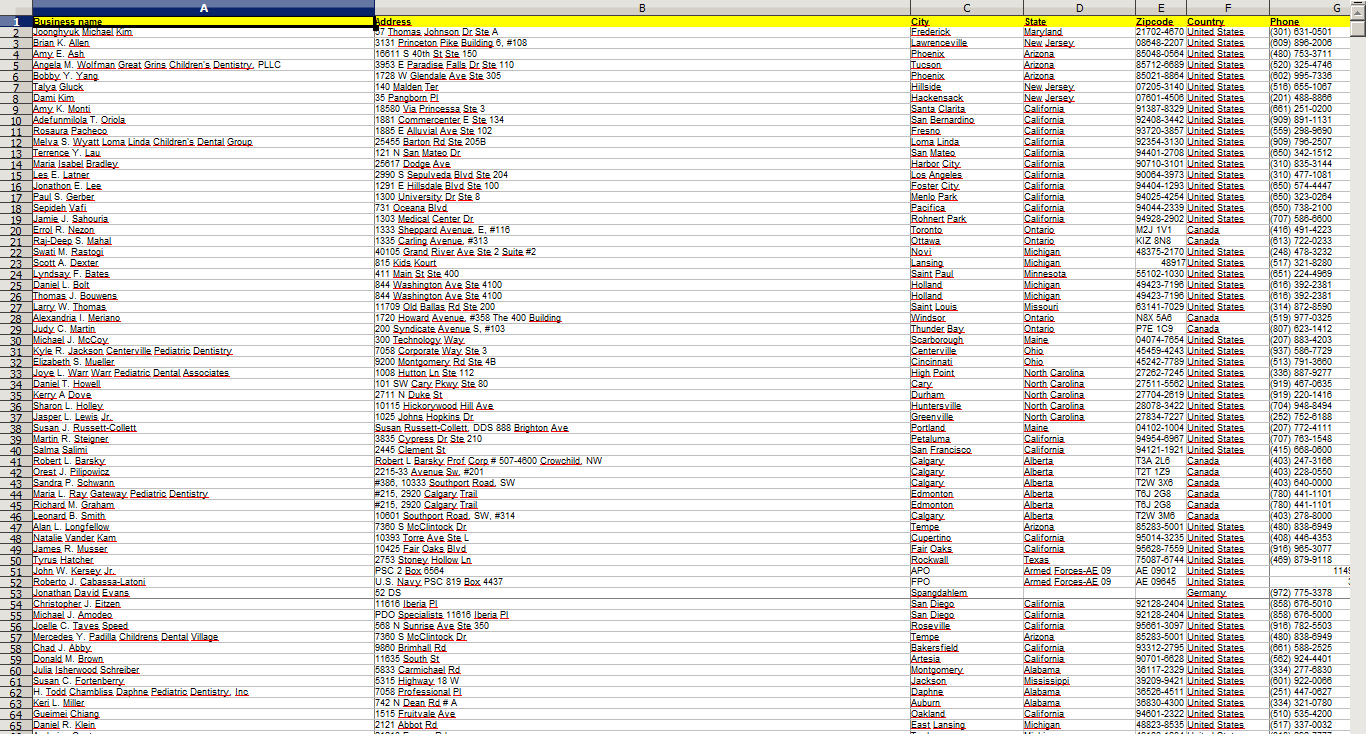 A B C D E F G
1 Business name Address City State Zipcode Country Phone
2 Joonghyuk Michael Kim 97 Thomas Johnson Dr Ste A Frederick Maryland 21702-4670 United States (301) 631-0501
3 Brian K. Allen 3131 Princeton Pike Building 6, #108 Lawrenceville New Jersey 08648-2207 United States (609) 896-2006
4 Amy E. Ash 16611 S 40th St Ste 150 Phoenix Arizona 85048-0564 United States (480) 753-3711
5 Angela M. Wolfman Great Grins Children's Dentistry, PLLC 3953 E Paradise Falls Dr Ste 110 Tucson Arizona 85712-6689 United States (520) 325-4746
6 Bobby Y. Yang 1728 W Glendale Ave Ste 305 Phoenix Arizona 85021-8864 United States (602) 995-7336
7 Talya Gluck 140 Malden Ter Hillside New Jersey 07205-3140 United States (516) 655-1067
8 Dami Kim 35 Pangborn Pl Hackensack New Jersey 07601-4506 United States (201) 488-8866
9 Amy K. Monti 18580 Via Princessa Ste 3 Santa Clarita California 91387-8329 United States (661) 251-0200
10 Adefunmilola T. Oriola 1881 Commercenter E Ste 134 San Bernardino California 92408-3442 United States (909) 891-1131
11 Rosaura Pacheco 1885 E Alluvial Ave Ste 102 Fresno California 93720-3857 United States (559) 298-9690
12 Melva S. Wyatt Loma Linda Children's Dental Group 25455 Barton Rd Ste 205B Loma Linda California 92354-3130 United States (909) 796-2507
13 Terrence Y. Lau 121 N San Mateo Dr San Mateo California 94401-2708 United States (650) 342-1512
14 Maria Isabel Bradley 25617 Dodge Ave Harbor City California 90710-3101 United States (310) 835-3144
15 Les E. Latner 2990 S Sepulveda Blvd Ste 204 Los Angeles California 90064-3973 United States (310) 477-1081
16 Jonathon E. Lee 1291 E Hillsdale Blvd Ste 100 Foster City California 94404-1293 United States (650) 574-4447
17 Paul S. Gerber 1300 University Dr Ste 8 Menlo Park California 94025-4254 United States (650) 323-0264
18 Sepideh Vafi 731 Oceana Blvd Pacifica California 94044-2339 United States (650) 738-2100
19 Jamie J. Sahouria 1303 Medical Center Dr Rohnert Park California 94928-2902 United States (707) 586-6600
20 Errol R. Nezon 1333 Sheppard Avenue, E, #116 Toronto Ontario M2J 1V1 Canada (416) 491-4223
21 Raj-Deep S. Mahal 1335 Carling Avenue, #313 Ottawa Ontario KIZ 8N8 Canada (613) 722-0233
22 Swati M. Rastogi 40105 Grand River Ave Ste 2 Suite #2 Novi Michigan 48375-2170 United States (248) 478-3232
23 Scott A. Dexter 815 Kids Kourt Lansing Michigan 48917 United States (517) 321-8280
24 Lyndsay F. Bates 411 Main St Ste 400 Saint Paul Minnesota 55102-1030 United States (651) 224-4969
25 Daniel L. Bolt 844 Washington Ave Ste 4100 Holland Michigan 49423-7196 United States (616) 392-2381
26 Thomas J. Bouwens 844 Washington Ave Ste 4100 Holland Michigan 49423-7196 United States (616) 392-2381
27 Larry W. Thomas 11709 Old Ballas Rd Ste 200 Saint Louis Missouri 63141-7029 United States (314) 872-8590
28 Alexandria I. Meriano 1720 Howard Avenue, #358 The 400 Building Windsor Ontario N8X 5A6 Canada (519) 977-0325
29 Judy C. Martin 200 Syndicate Avenue S, #103 Thunder Bay Ontario P7E 1C9 Canada (807) 623-1412
30 Michael J. McCoy 300 Technology Way Scarborough Maine 04074-7654 United States (207) 883-4203
31 Kyle R. Jackson Centerville Pediatric Dentistry 7058 Corporate Way Ste 3 Centerville Ohio 45459-4243 United States (937) 586-7729
32 Elizabeth S. Mueller 9200 Montgomery Rd Ste 4B Cincinnati Ohio 45242-7789 United States (513) 791-3660
33 Joye L. Warr Warr Pediatric Dental Associates 1008 Hutton Ln Ste 112 High Point North Carolina 27262-7245 United States (336) 887-9277
34 Daniel T. Howell 101 SW Cary Pkwy Ste 80 Cary North Carolina 27511-5562 United States (919) 467-0635
35 Kerry A Dove 2711 N Duke St Durham North Carolina 27704-2619 United States (919) 220-1416
36 Sharon L. Holley 10115 Hickorywood Hill Ave Huntersville North Carolina 28078-3422 United States (704) 948-8494
37 Jasper L. Lewis Jr. 1025 Johns Hopkins Dr Greenville North Carolina 27834-7227 United States (252) 752-6188
38 Susan J. Russett-Collett Susan Russett-Collett, DDS 888 Brighton Ave Portland Maine 04102-1004 United States (207) 772-4111
39 Martin R. Steigner 3835 Cypress Dr Ste 210 Petaluma California 94954-6967 United States (707) 763-1548
40 Salma Salimi 2445 Clement St San Francisco California 94121-1921 United States (415) 668-0600
41 Robert L. Barsky Robert L Barsky Prof Corp # 507-4600 Crowchild, NW Calgary Alberta T3A 2L6 Canada (403) 247-3166
42 Orest J. Pilipowicz 2215-33 Avenue Sw, #201 Calgary Alberta T2T 1Z9 Canada (403) 228-0550
43 Sandra P. Schwann #386, 10333 Southport Road, SW Calgary Alberta T2W 3X6 Canada (403) 640-0000
44 Maria L. Ray Gateway Pediatric Dentistry #215, 2920 Calgary Trail Edmonton Alberta T6J 2G8 Canada (780) 441-1101
45 Richard M. Graham #215, 2920 Calgary Trail Edmonton Alberta T6J 2G8 Canada (780) 441-1101
46 Leonard B. Smith 10601 Southport Road, SW, #314 Calgary Alberta T2W 3M6 Canada (403) 278-8000
47 Alan L. Longfellow 7360 S McClintock Dr Tempe Arizona 85283-5001 United States (480) 838-6949
48 Natalie Vander Kam 10393 Torre Ave Ste L Cupertino California 95014-3235 United States (408) 446-4353
49 James R. Musser 10425 Fair Oaks Blvd Fair Oaks California 95628-7559 United States (916) 965-3077
50 Tyrus Hatcher 2753 Stoney Hollow Ln Rockwall Texas 75087-6744 United States (469) 879-9118
51 John W. Kersey Jr. PSC 2 Box 6564 APO Armed Forces-AE 09 AE 09012 United States
52 Roberto J. Cabassa-Latoni U.S. Navy PSC 819 Box 4437 FPO Armed Forces-AE 09 AE 09645 United States
53 Jonathan David Evans 52 DS Spangdahlem Germany (972) 775-3378
54 Christopher J. Eitzen 11616 Iberia Pl San Diego California 92128-2404 United States (858) 676-5010
55 Michael J. Amodeo PDO Specialists 11616 Iberia Pl San Diego California 92128-2404 United States (858) 676-5000
56 Joelle C. Taves Speed 568 N Sunrise Ave Ste 350 Roseville California 95661-3097 United States (916) 782-5503
57 Mercedes Y. Padilla Childrens Dental Village 7360 S McClintock Dr Tempe Arizona 85283-5001 United States (480) 838-6949
58 Chad J. Abby 9860 Brimhall Rd Bakersfield California 93312-2795 United States (661) 588-2525
59 Donald M. Brown 11635 South St Artesia California 90701-6628 United States (562) 924-4401
60 Julia Isherwood Schreiber 5833 Carmichael Rd Montgomery Alabama 36117-2329 United States (334) 277-6830
61 Susan C. Fortenberry 5315 Highway 18 W Jackson Mississippi 39209-9421 United States (601) 922-0066
62 H. Todd Chambliss Daphne Pediatric Dentistry, Inc 7058 Professional Pl Daphne Alabama 36526-4511 United States (251) 447-0627
63 Keri L. Miller 742 N Dean Rd # A Auburn Alabama 36830-4300 United States (334) 321-0780
64 Gueimei Chiang 1515 Fruitvale Ave Oakland California 94601-2322 United States (510) 535-4200
65 Daniel R. Klein 2121 Abbot Rd East Lansing Michigan 48823-8535 United States (517) 337-0032